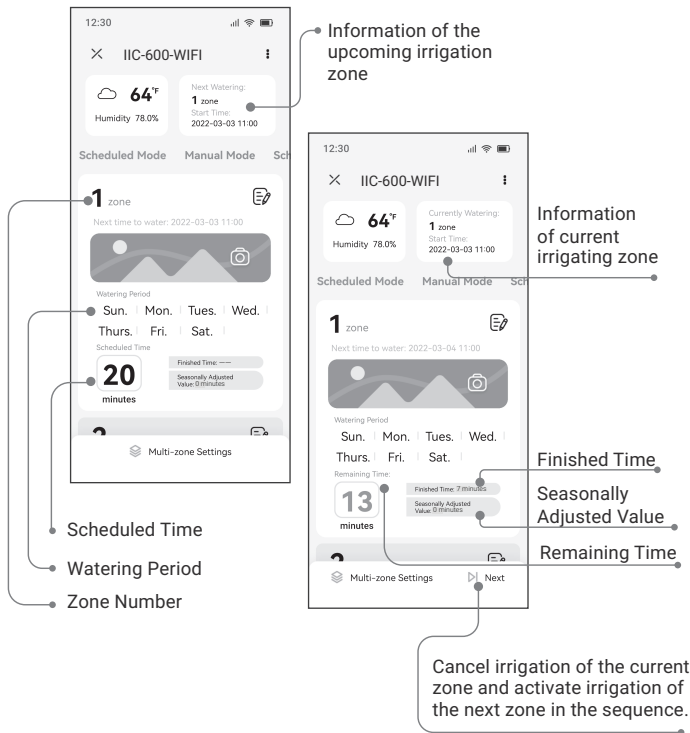 12:30
IIC-600-WIFI
64°F
Humidity 78.0%
Next Watering:
1 zone
Start Time:
2022-03-03 11:00
Scheduled Mode Manual Mode Sch
1 zone
Next time to water: 2022-03-03 11:00
Watering Period
Sun. Mon. Tues. Wed.
Thurs. Fri. Sat.
Scheduled Time
20
minutes
Finished Time: ——
Seasonally Adjusted
Value: 0 minutes
2
Multi-zone Settings
Information of the
upcoming irrigation
zone
Scheduled Time
Watering Period
Zone Number
12:30
IIC-600-WIFI
64°F
Humidity 78.0%
Currently Watering:
1 zone
Start Time:
2022-03-03 11:00
Scheduled Mode Manual Mode Sch
1 zone
Next time to water: 2022-03-04 11:00
Watering Period
Sun. Mon. Tues. Wed.
Thurs. Fri. Sat.
Remaining Time:
13
minutes
Finished Time: 7 minutes
Seasonally Adjusted
Value: 0 minutes
2
Multi-zone Settings
Next
Information
of current
irrigating zone
Finished Time
Seasonally
Adjusted Value
Remaining Time
Cancel irrigation of the current
zone and activate irrigation of
the next zone in the sequence.